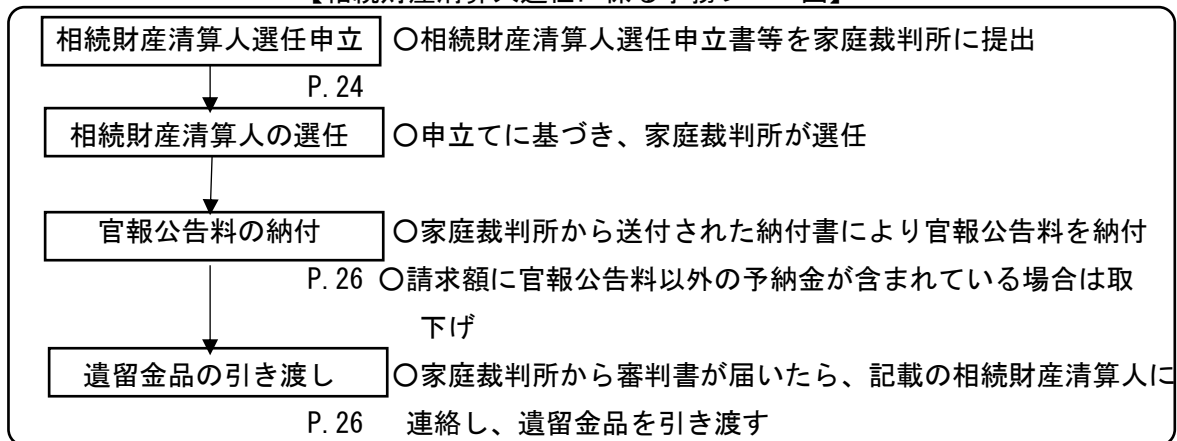 相続財産清算人選任申立 〇相続財産清算人選任申立書等を家庭裁判所に提出
P.24
相続財産清算人の選任 〇申立てに基づき、家庭裁判所が選任
官報公告料の納付 〇家庭裁判所から送付された納付書により官報公告料を納付
P.26 〇請求額に官報公告料以外の予納金が含まれている場合は取
下げ
遺留金品の引き渡し 〇家庭裁判所から審判書が届いたら、記載の相続財産清算人に
P.26 連絡し、遺留金品を引き渡す